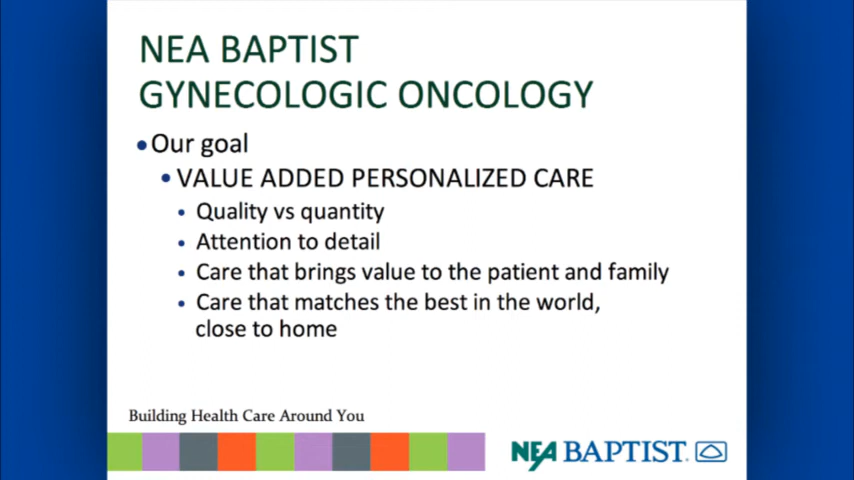 NEA BAPTIST
GYNECOLOGIC ONCOLOGY
•Our goal
• VALUE ADDED PERSONALIZED CARE
• Quality vs quantity
• Attention to detail
• Care that brings value to the patient and family
• Care that matches the best in the world,
close to home
Building Health Care Around You
NEA BAPTIST